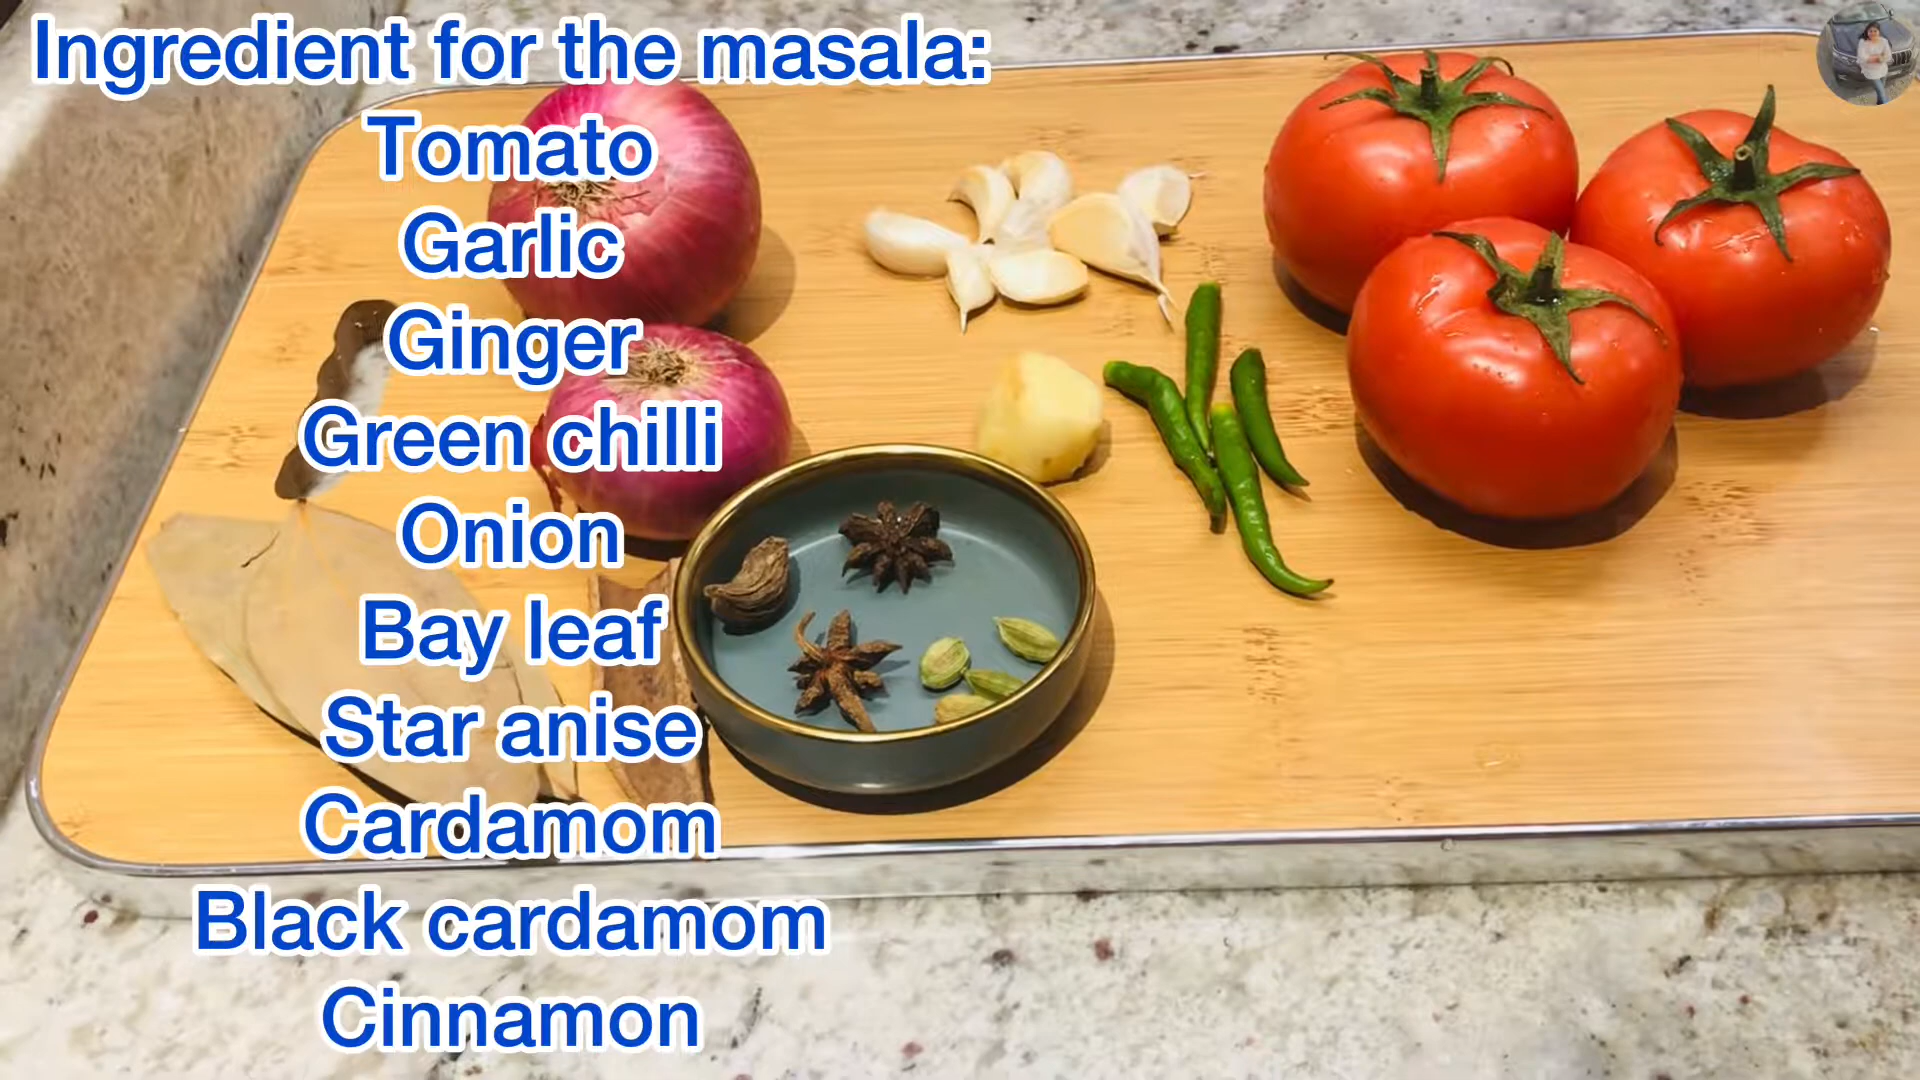 Ingredient for the masala:
Tomato
Garlic
Ginger
Green chilli
Onion
Bay leaf
Star anise
Cardamom
Black cardamom
Cinnamon